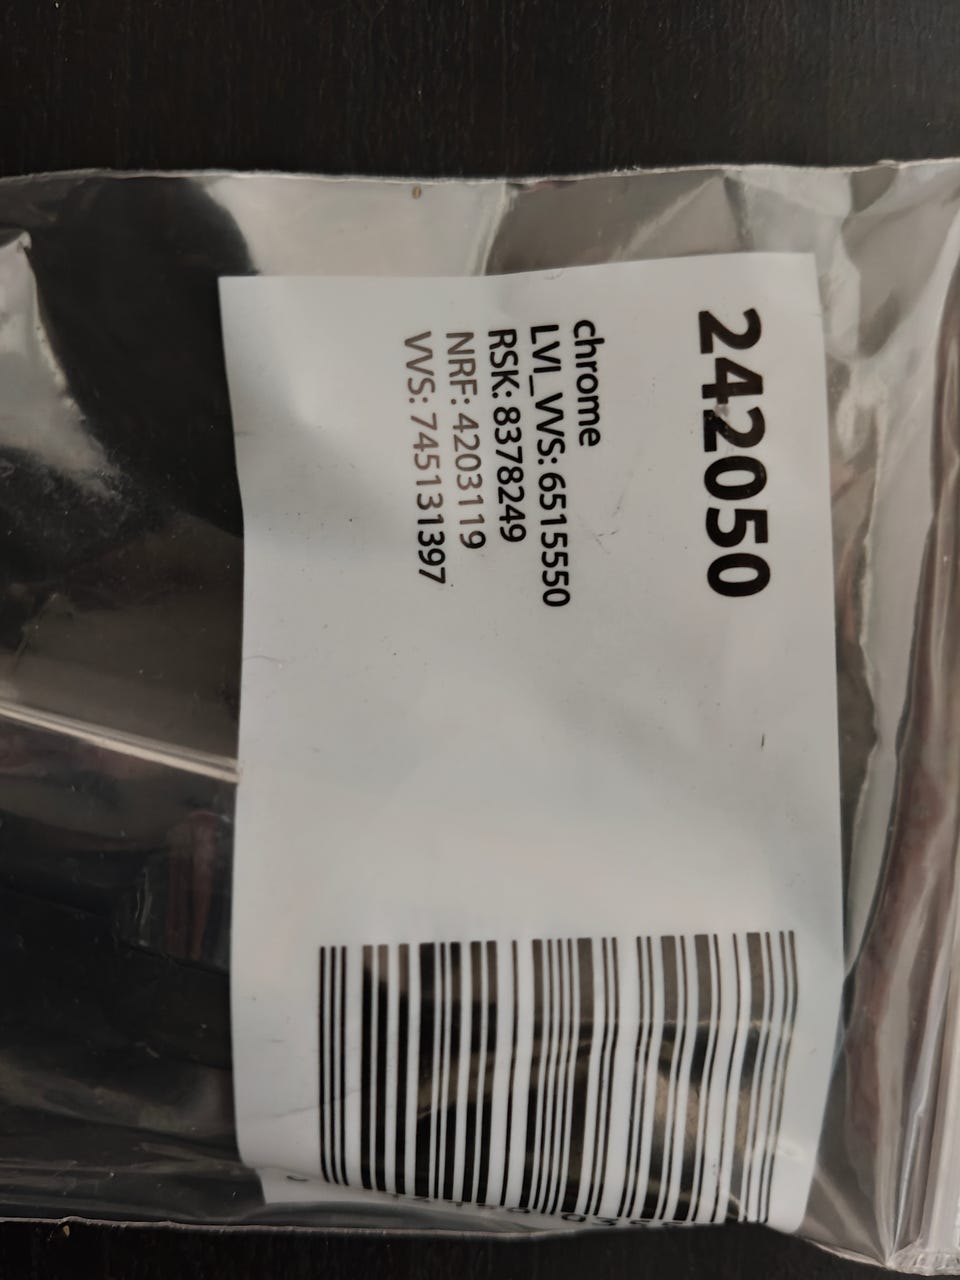 242050
chrome
LVI_VVS: 6515550
RSK: 8378249
NRF: 4203119
VVS: 745131397